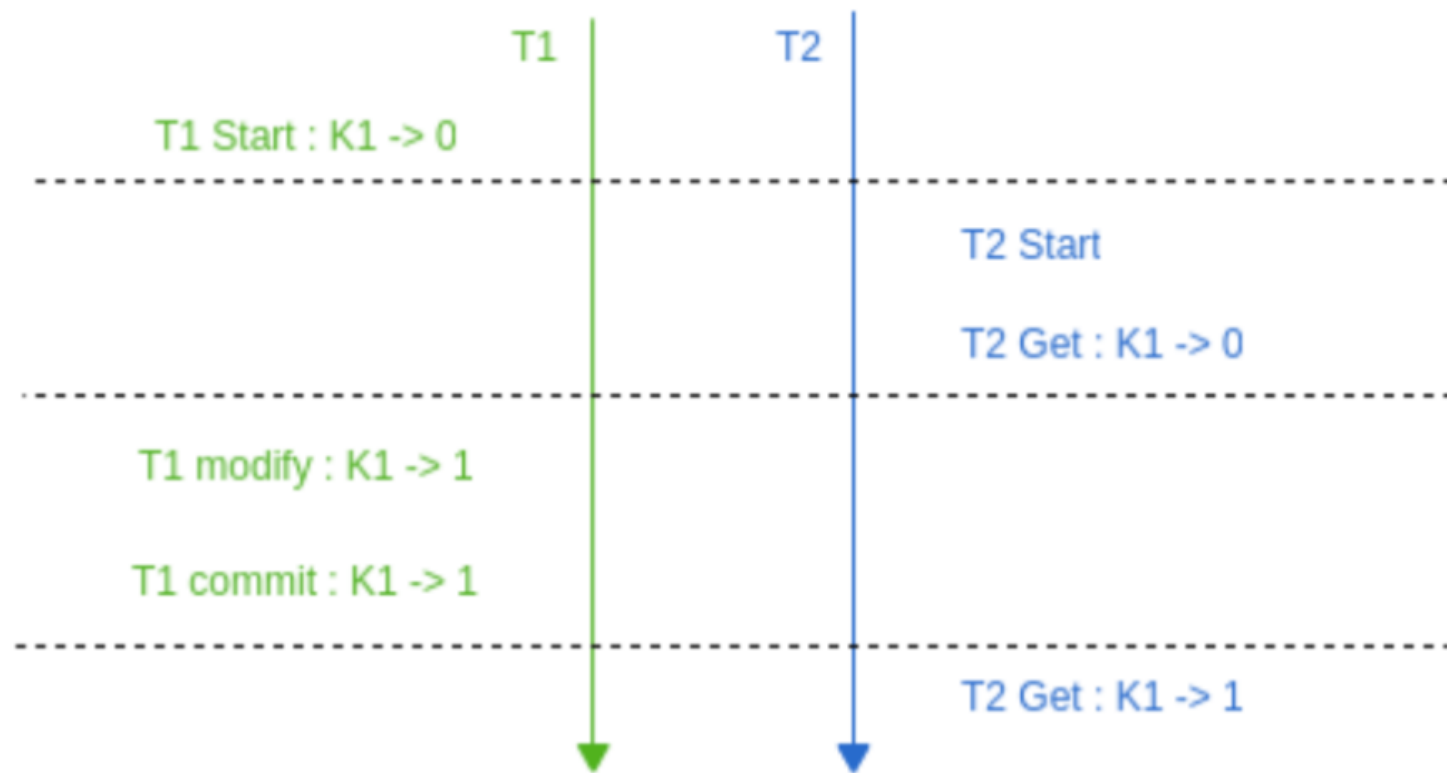 T1
T2
T1 Start : K1 -> 0
T2 Start
T2 Get : K1 -> 0
T1 modify : K1 -> 1
T1 commit : K1 -> 1
T2 Get : K1 -> 1